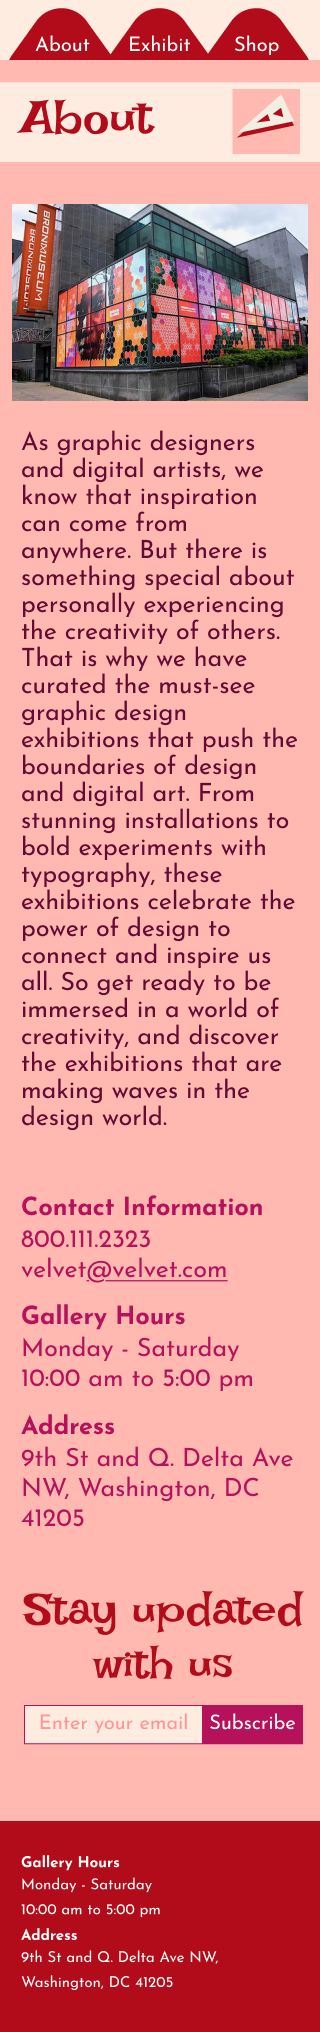 About Exhibit Shop
About
BRONXMUSEUM
BRONXMUSEUM
As graphic designers
and digital artists, we
know that inspiration
can come from
anywhere. But there is
something special about
personally experiencing
the creativity of others.
That is why we have
curated the must-see
graphic design
exhibitions that push the
boundaries of design
and digital art. From
stunning installations to
bold experiments with
typography, these
exhibitions celebrate the
power of design to
connect and inspire us
all. So get ready to be
immersed in a world of
creativity, and discover
the exhibitions that are
making waves in the
design world.
Contact Information
800.111.2323
velvet@velvet.com
Gallery Hours
Monday - Saturday
10:00 am to 5:00 pm
Address
9th St and Q. Delta Ave
NW, Washington, DC
41205
Stay updated
with us
Enter your email Subscribe
Gallery Hours
Monday - Saturday
10:00 am to 5:00 pm
Address
9th St and Q. Delta Ave NW,
Washington, DC 41205